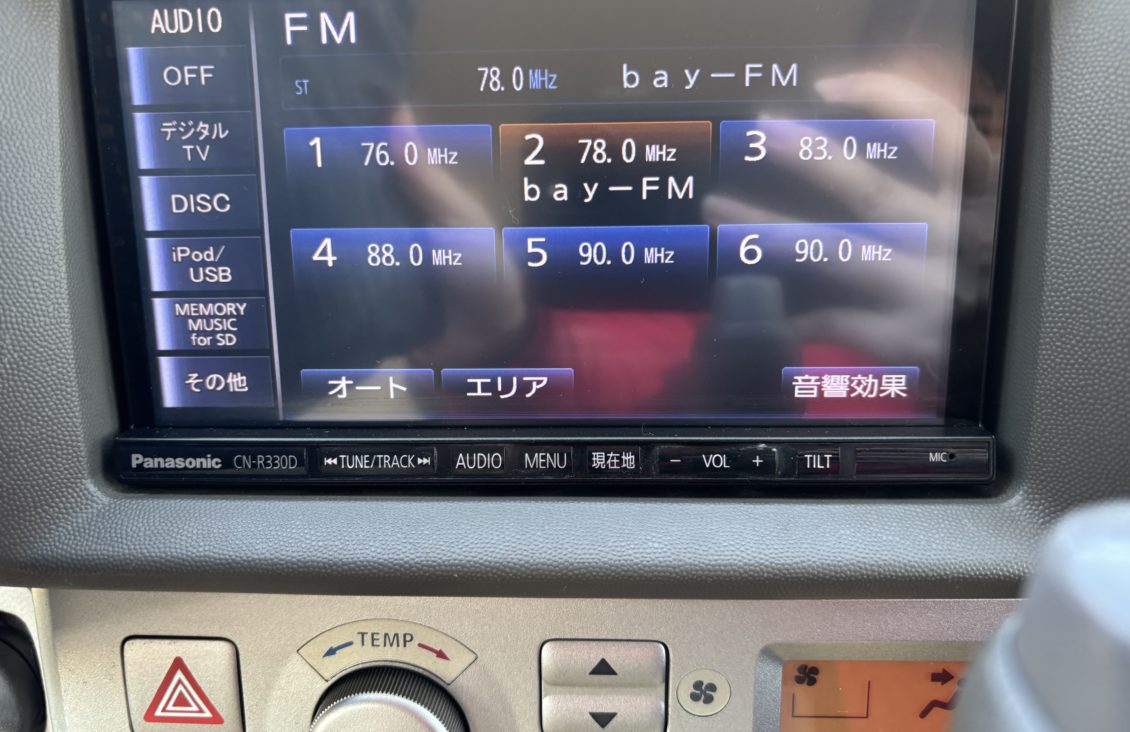 AUDIO
FM
OFF
ST 78.0MHz bay-FM
デジタル
TV
1 76.0 MHz
2 78.0 MHz
bay-FM
3 83.0 MHz
DISC
iPod/
USB
4 88.0 MHz
5 90.0 MHz
6 90.0 MHz
MEMORY
MUSIC
for SD
その他
オート
エリア
音響効果
Panasonic CN-R330D
TUNE/TRACK
AUDIO
MENU
現在地
− VOL +
TILT
MIC
TEMP